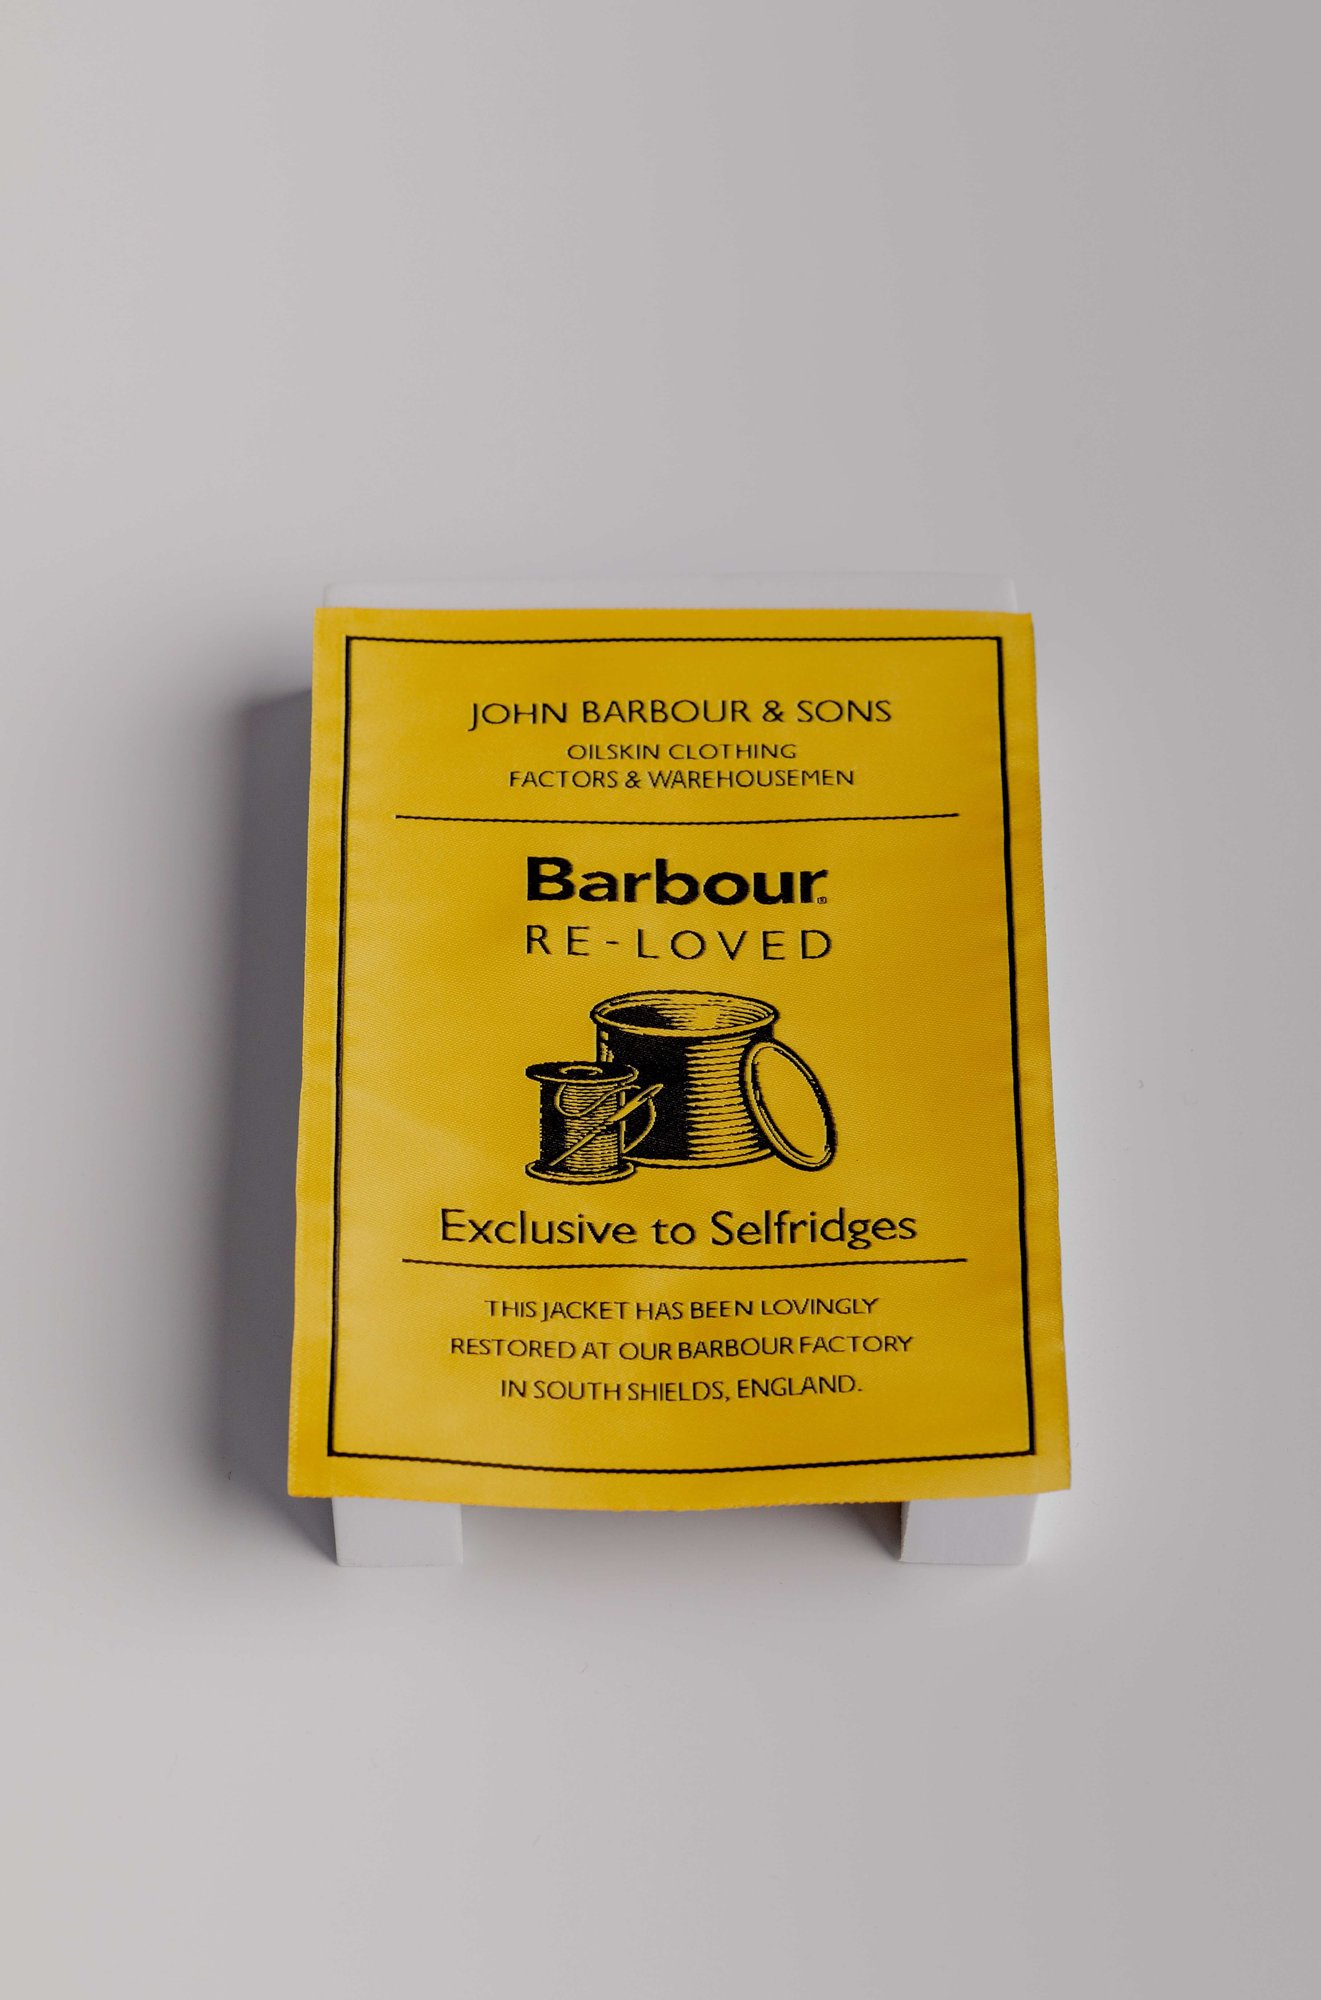 JOHN BARBOUR & SONS
OILSKIN CLOTHING
FACTORS & WAREHOUSEMEN
Barbour®
RE-LOVED
Exclusive to Selfridges
THIS JACKET HAS BEEN LOVINGLY
RESTORED AT OUR BARBOUR FACTORY
IN SOUTH SHIELDS, ENGLAND.